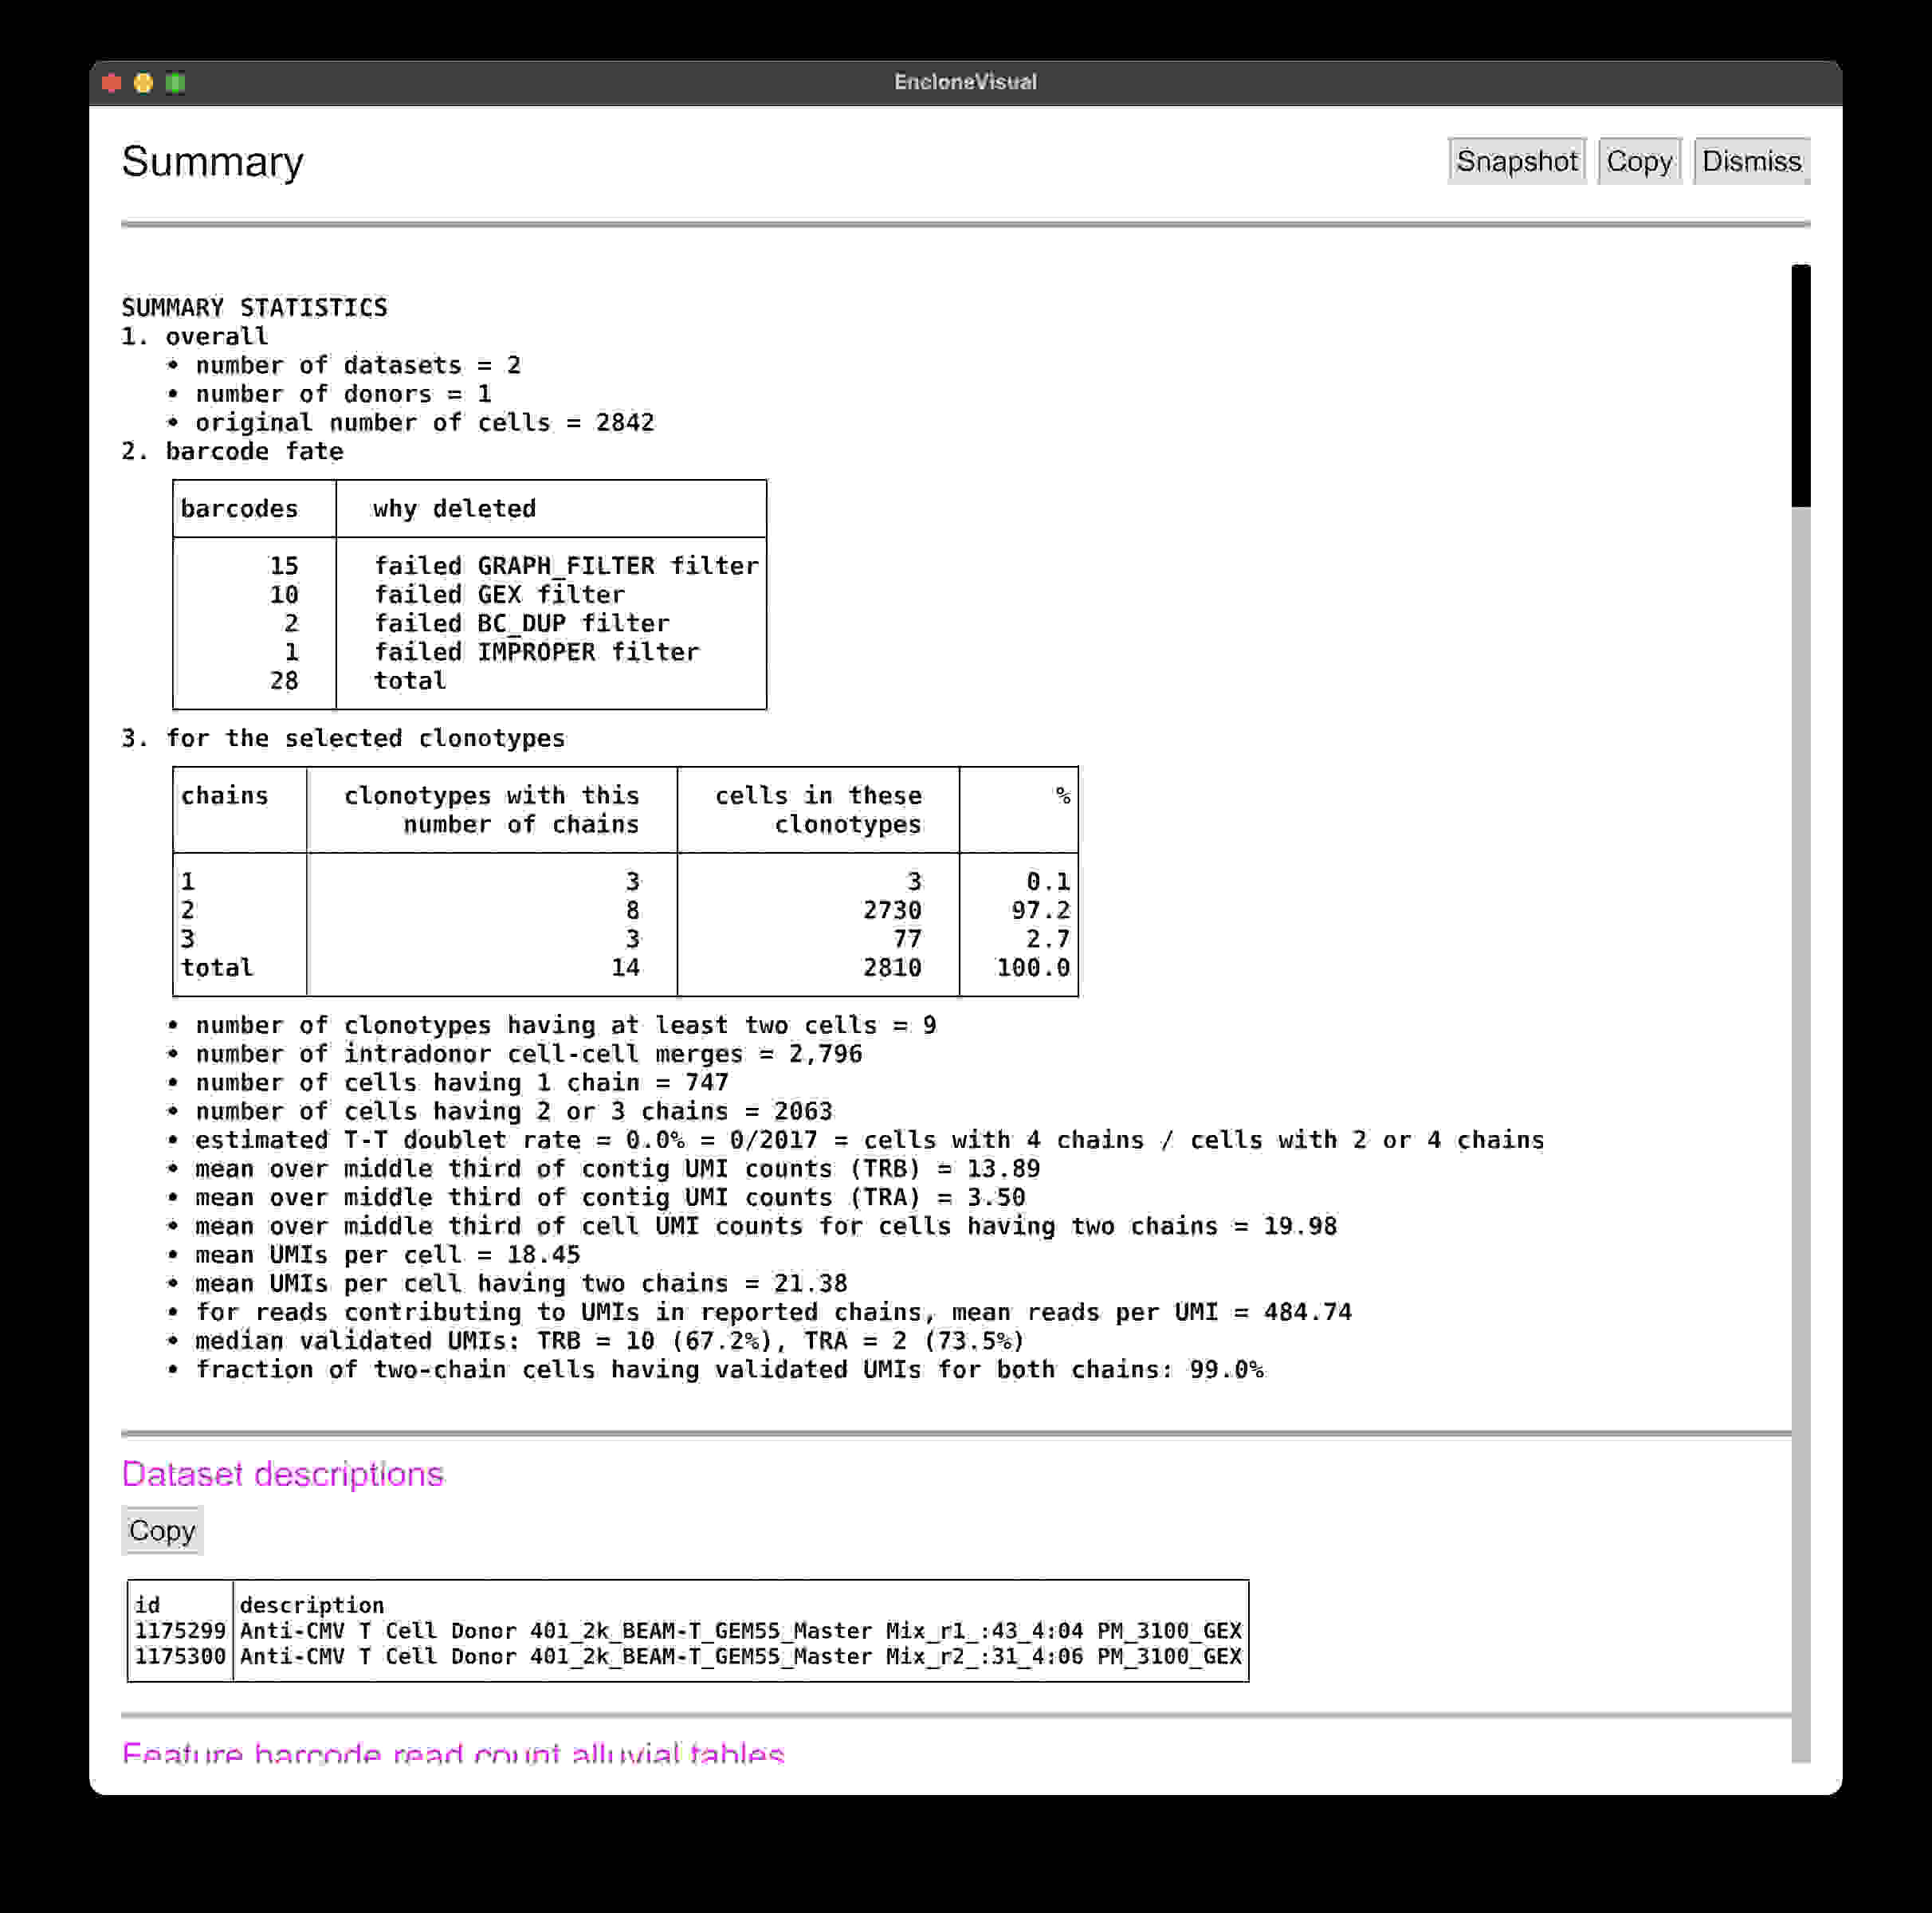 EncloneVisual
Summary
Snapshot Copy Dismiss
SUMMARY STATISTICS
1. overall
• number of datasets = 2
• number of donors = 1
• original number of cells = 2842
2. barcode fate
barcodes why deleted
15 failed GRAPH_FILTER filter
10 failed GEX filter
2 failed BC_DUP filter
1 failed IMPROPER filter
28 total
3. for the selected clonotypes
chains clonotypes with this cells in these %
number of chains clonotypes
1 3 3 0.1
2 8 2730 97.2
3 3 77 2.7
total 14 2810 100.0
• number of clonotypes having at least two cells = 9
• number of intradonor cell-cell merges = 2,796
• number of cells having 1 chain = 747
• number of cells having 2 or 3 chains = 2063
• estimated T-T doublet rate = 0.0% = 0/2017 = cells with 4 chains / cells with 2 or 4 chains
• mean over middle third of contig UMI counts (TRB) = 13.89
• mean over middle third of contig UMI counts (TRA) = 3.50
• mean over middle third of cell UMI counts for cells having two chains = 19.98
• mean UMIs per cell = 18.45
• mean UMIs per cell having two chains = 21.38
• for reads contributing to UMIs in reported chains, mean reads per UMI = 484.74
• median validated UMIs: TRB = 10 (67.2%), TRA = 2 (73.5%)
• fraction of two-chain cells having validated UMIs for both chains: 99.0%
Dataset descriptions
Copy
id description
1175299 Anti-CMV T Cell Donor 401_2k_BEAM-T_GEM55_Master Mix_r1_:43_4:04 PM_3100_GEX
1175300 Anti-CMV T Cell Donor 401_2k_BEAM-T_GEM55_Master Mix_r2_:31_4:06 PM_3100_GEX
Feature barcode read count alluvial tables